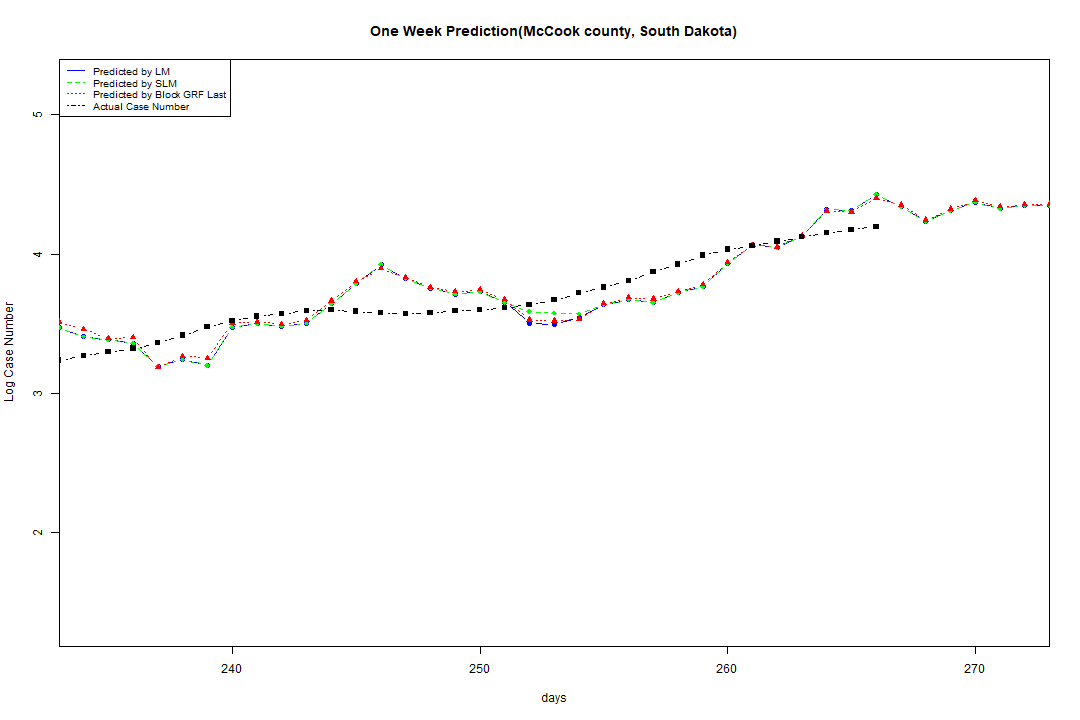 One Week Prediction(McCook county, South Dakota)
Predicted by LM
Predicted by SLM
Predicted by Block GRF Last
Actual Case Number
5
4
3
2
Log Case Number
240 250 260 270
days